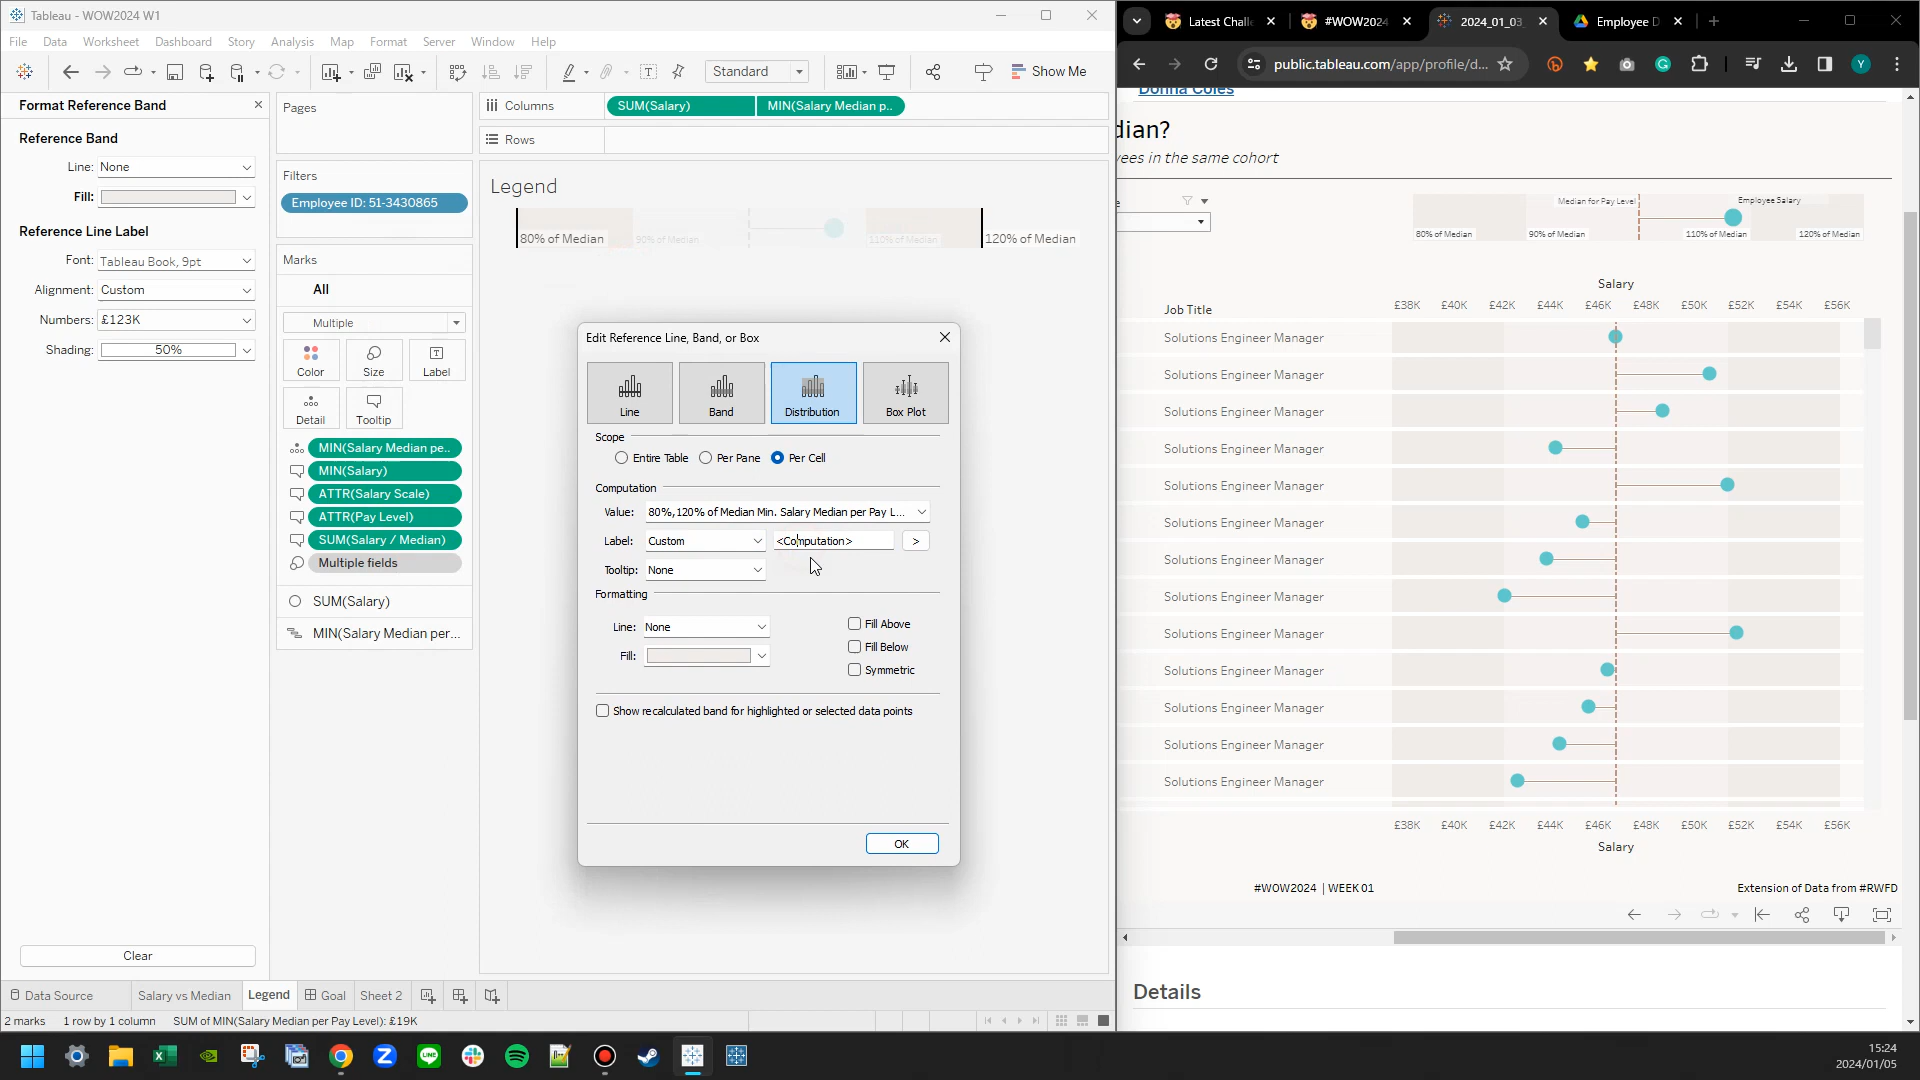 Tableau - WOW2024 W1
File Data Worksheet Dashboard Story Analysis Map Format Server Window Help
Standard
Show Me
Format Reference Band
Reference Band
Line: None
Fill:
Reference Line Label
Font: Tableau Book, 9pt
Alignment: Custom
Numbers: £123K
Shading: 50%
Clear
Pages
Filters
Employee ID: 51-3430865
Marks
All
Multiple
Color Size Label
Detail Tooltip
MIN(Salary Median pe..
MIN(Salary)
ATTR(Salary Scale)
ATTR(Pay Level)
SUM(Salary / Median)
Multiple fields
SUM(Salary)
MIN(Salary Median per...
Columns SUM(Salary) MIN(Salary Median p..
Rows
Legend
80% of Median 90% of Median 110% of Median 120% of Median
Edit Reference Line, Band, or Box
Line Band Distribution Box Plot
Scope
Entire Table Per Pane Per Cell
Computation
Value: 80%,120% of Median Min. Salary Median per Pay L...
Label: Custom <Computation> >
Tooltip: None
Formatting
Line: None
Fill:
Fill Above
Fill Below
Symmetric
Show recalculated band for highlighted or selected data points
OK
Data Source Salary vs Median Legend Goal Sheet 2
2 marks 1 row by 1 column SUM of MIN(Salary Median per Pay Level): £19K
Latest Chall #WOW2024 2024_01_03 Employee D
public.tableau.com/app/profile/d...
Y
Donna Coles
dian?
yees in the same cohort
e
Median for Pay Level Employee Salary
80% of Median 90% of Median 110% of Median 120% of Median
Salary
Job Title £38K £40K £42K £44K £46K £48K £50K £52K £54K £56K
Solutions Engineer Manager
Solutions Engineer Manager
Solutions Engineer Manager
Solutions Engineer Manager
Solutions Engineer Manager
Solutions Engineer Manager
Solutions Engineer Manager
Solutions Engineer Manager
Solutions Engineer Manager
Solutions Engineer Manager
Solutions Engineer Manager
Solutions Engineer Manager
Solutions Engineer Manager
£38K £40K £42K £44K £46K £48K £50K £52K £54K £56K
Salary
#WOW2024 | WEEK 01 Extension of Data from #RWFD
Details
15:24
2024/01/05